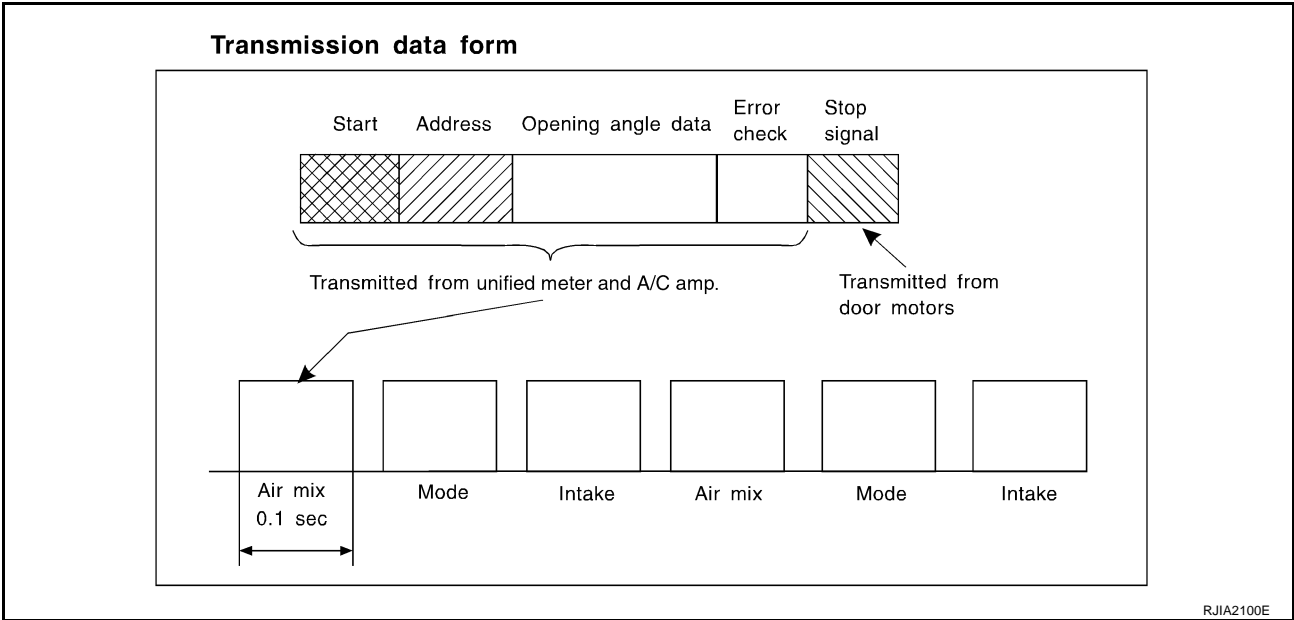 Transmission data form
Start Address Opening angle data Error check Stop signal
Transmitted from unified meter and A/C amp.
Transmitted from
door motors
Air mix Mode Intake Air mix Mode Intake
0.1 sec
RJIA2100E